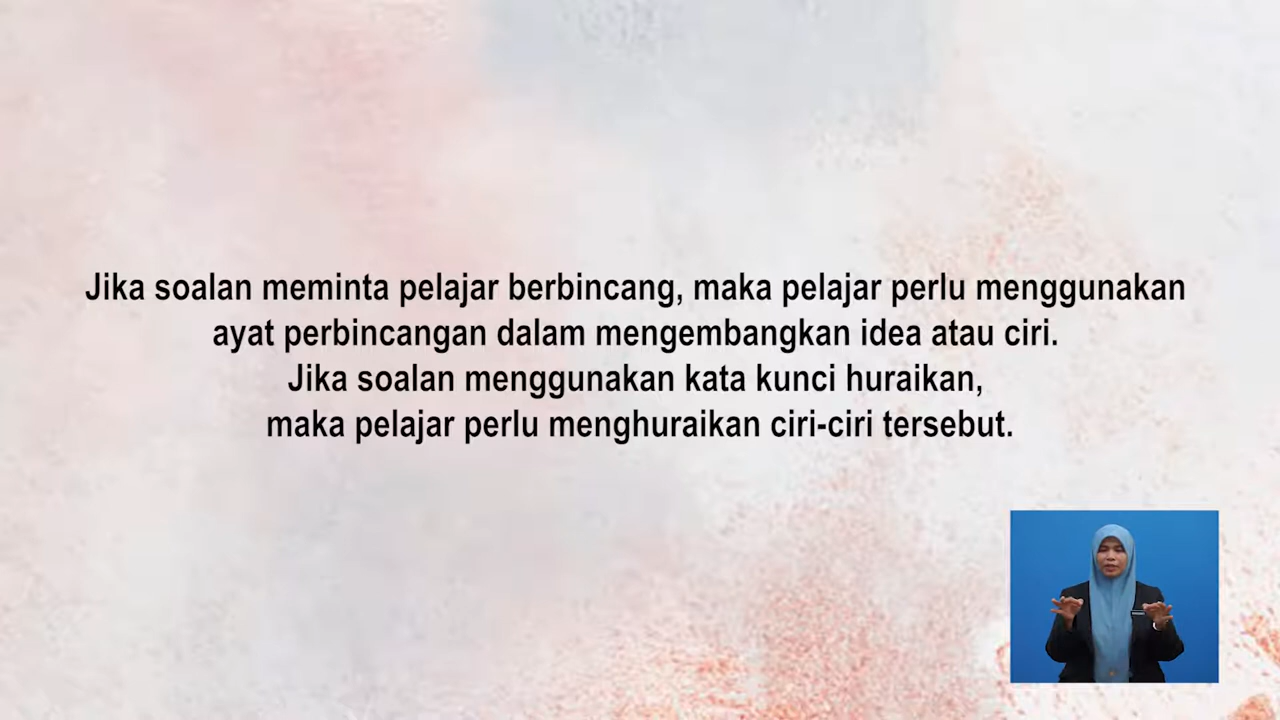 Jika soalan meminta pelajar berbincang, maka pelajar perlu menggunakan
ayat perbincangan dalam mengembangkan idea atau ciri.
Jika soalan menggunakan kata kunci huraikan,
maka pelajar perlu menghuraikan ciri-ciri tersebut.